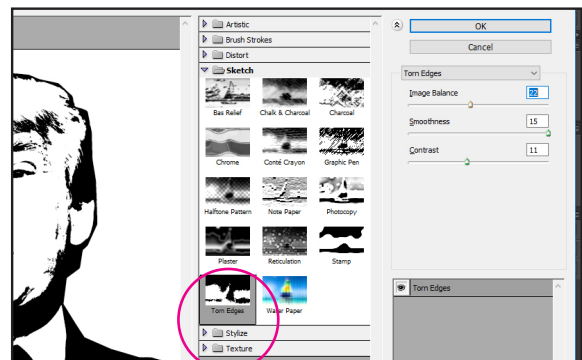 Artistic
Brush Strokes
Distort
Sketch
Bas Relief
Chalk & Charcoal
Charcoal
Chrome
Conté Crayon
Graphic Pen
Halftone Pattern
Note Paper
Photocopy
Plaster
Reticulation
Stamp
Torn Edges
Water Paper
Stylize
Texture
OK
Cancel
Torn Edges
Image Balance 22
Smoothness 15
Contrast 11
Torn Edges